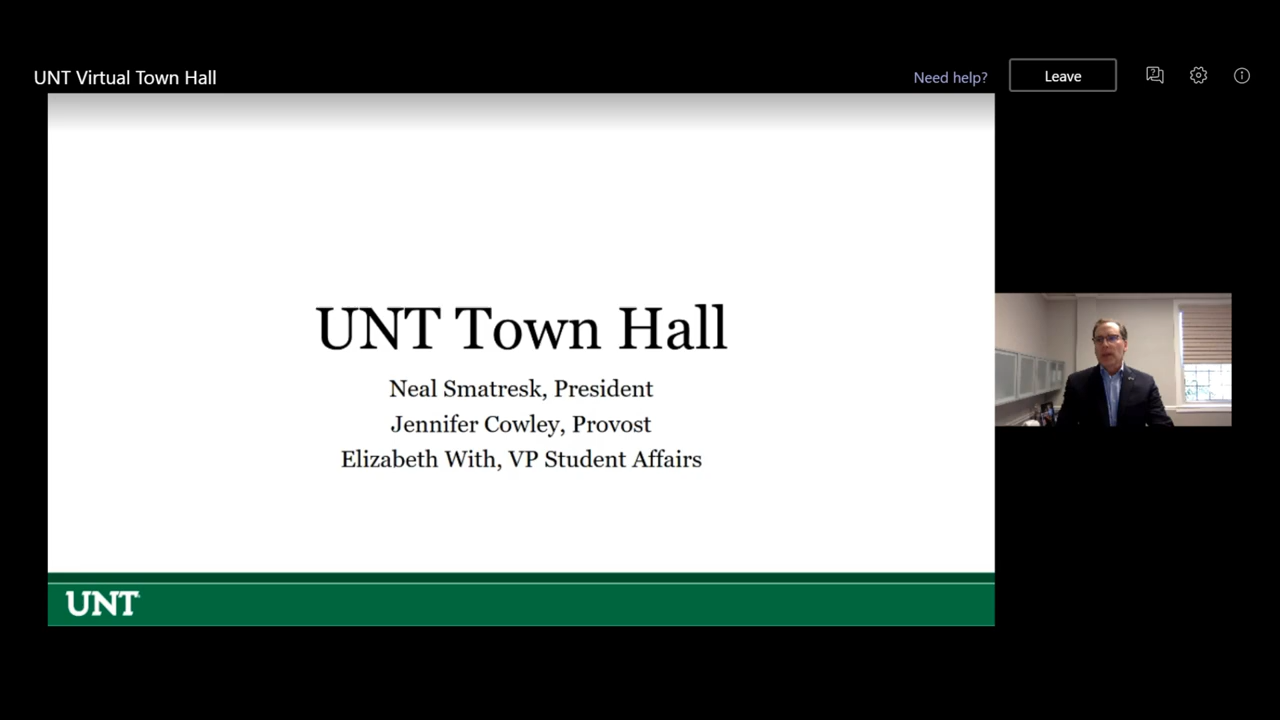 UNT Virtual Town Hall
Need help?
Leave
UNT Town Hall
Neal Smatresk, President
Jennifer Cowley, Provost
Elizabeth With, VP Student Affairs
UNT